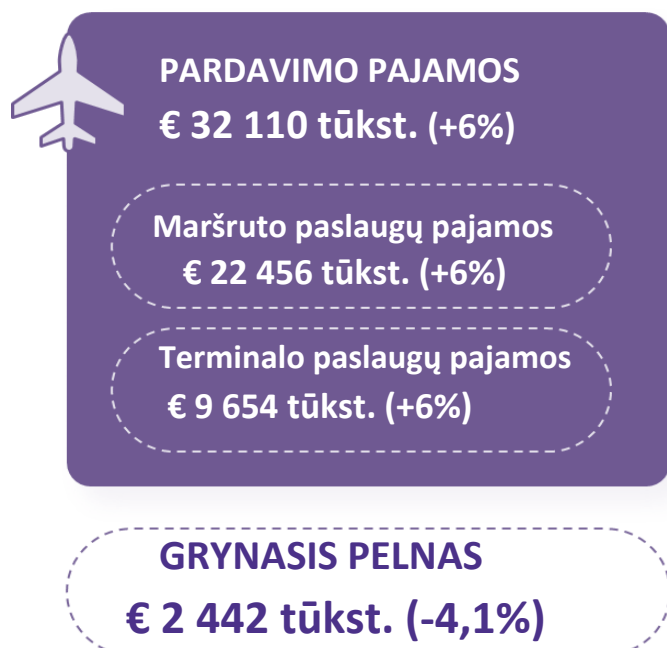 PARDAVIMO PAJAMOS
€ 32 110 tūkst. (+6%)
Maršruto paslaugų pajamos
€ 22 456 tūkst. (+6%)
Terminalo paslaugų pajamos
€ 9 654 tūkst. (+6%)
GRYNASIS PELNAS
€ 2 442 tūkst. (-4,1%)